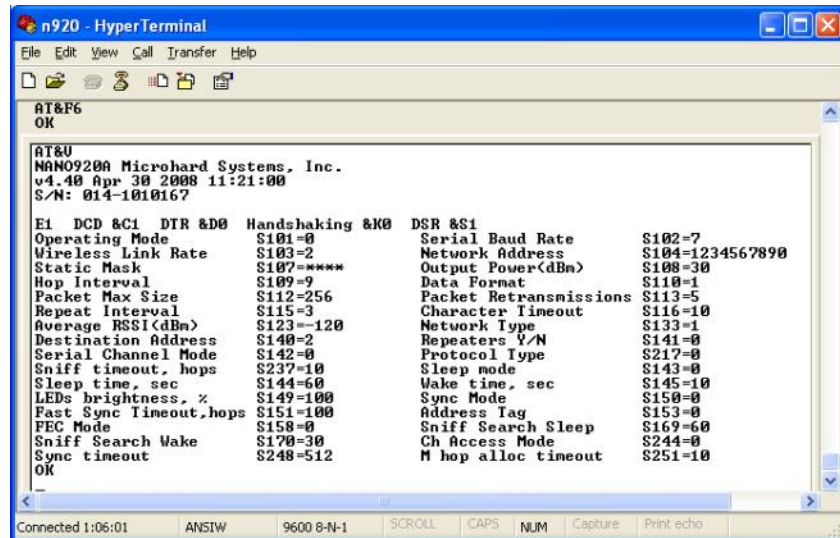 n920 - HyperTerminal
File Edit View Call Transfer Help
AT&F6
OK
AT&V
NANO920A Microhard Systems, Inc.
v4.40 Apr 30 2008 11:21:00
S/N: 014-1010167
E1 DCD &C1 DTR &D0 Handshaking &K0 DSR &S1
Operating Mode S101=0 Serial Baud Rate S102=7
Wireless Link Rate S103=2 Network Address S104=1234567890
Static Mask S107=**** Output Power(dBm) S108=30
Hop Interval S109=9 Data Format S110=1
Packet Max Size S112=256 Packet Retransmissions S113=5
Repeat Interval S115=3 Character Timeout S116=10
Average RSSI(dBm) S123=-120 Network Type S133=1
Destination Address S140=2 Repeaters Y/N S141=0
Serial Channel Mode S142=0 Protocol Type S217=0
Sniff timeout, hops S237=10 Sleep mode S143=0
Sleep time, sec S144=60 Wake time, sec S145=10
LEDs brightness, % S149=100 Sync Mode S150=0
Fast Sync Timeout,hops S151=100 Address Tag S153=0
FEC Mode S158=0 Sniff Search Sleep S169=60
Sniff Search Wake S170=30 Ch Access Mode S244=0
Sync timeout S248=512 M hop alloc timeout S251=10
OK
Connected 1:06:01 ANSIW 9600 8-N-1 SCROLL CAPS NUM Capture Print echo